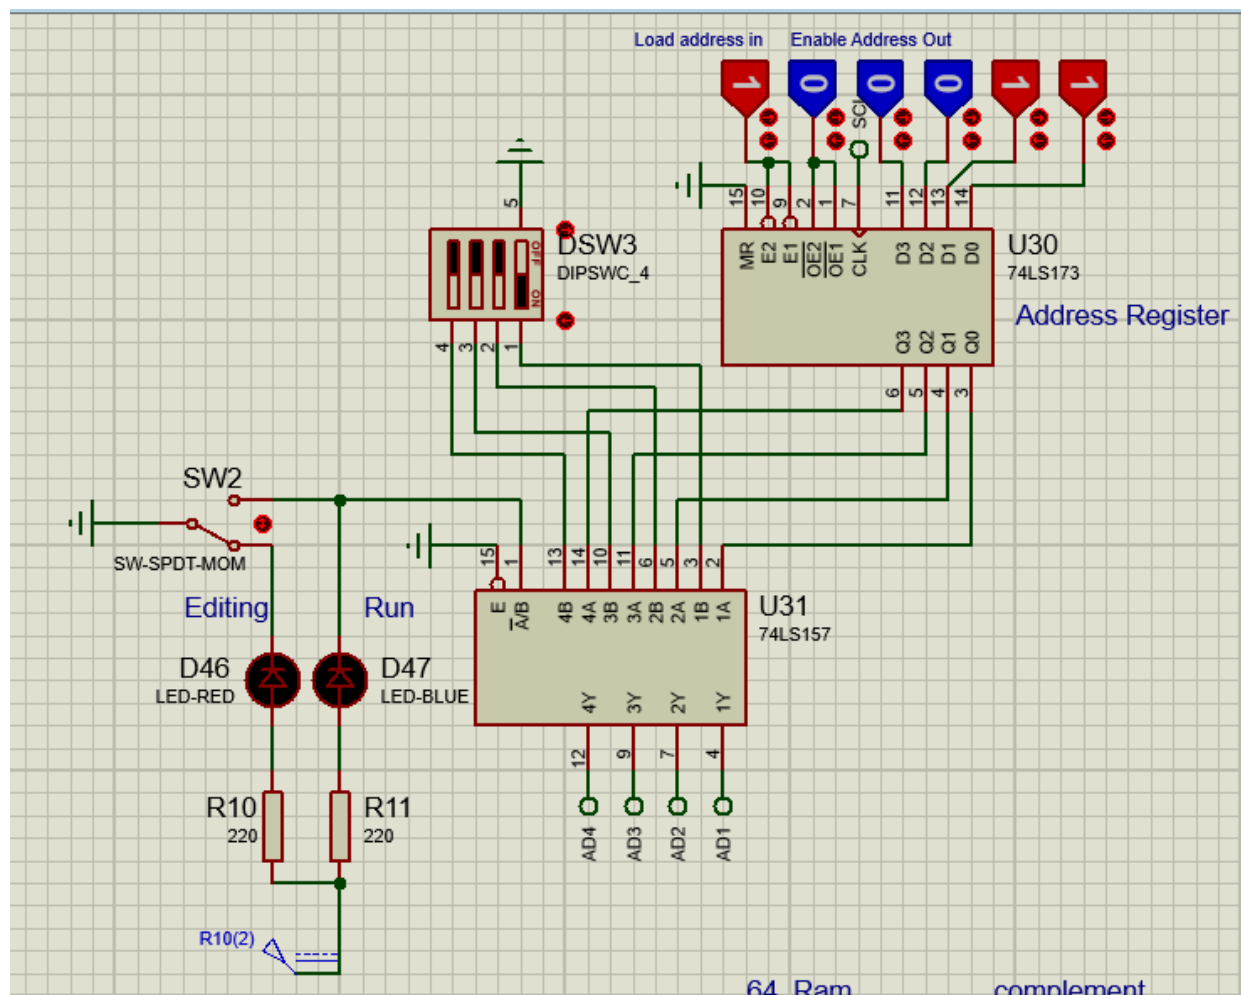 Load address in Enable Address Out
1 0 0 0 1 1
SCL
15 10 9 2 1 7 11 12 13 14
MR E2 E1 OE2 OE1 CLK D3 D2 D1 D0
U30
74LS173
Address Register
Q3 Q2 Q1 Q0
6 5 4 3
5
OFF
ON
DSW3
DIPSWC_4
4 3 2 1
SW2
SW-SPDT-MOM
Editing Run
15 1 13 14 10 11 6 5 3 2
E A/B 4B 4A 3B 3A 2B 2A 1B 1A
U31
74LS157
4Y 3Y 2Y 1Y
12 9 7 4
AD4 AD3 AD2 AD1
D46
LED-RED
D47
LED-BLUE
R10
220
R11
220
R10(2)
64 Ram complement